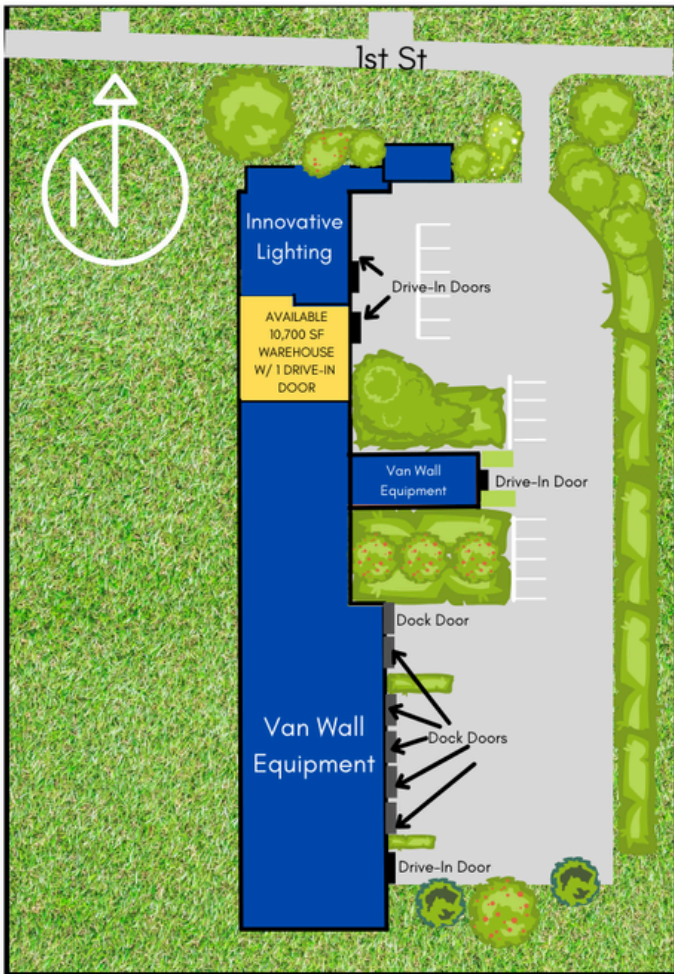 1st St
N
Innovative
Lighting
Drive-In Doors
AVAILABLE
10,700 SF
WAREHOUSE
W/ 1 DRIVE-IN
DOOR
Van Wall
Equipment
Drive-In Door
Dock Door
Van Wall
Equipment
Dock Doors
Drive-In Door